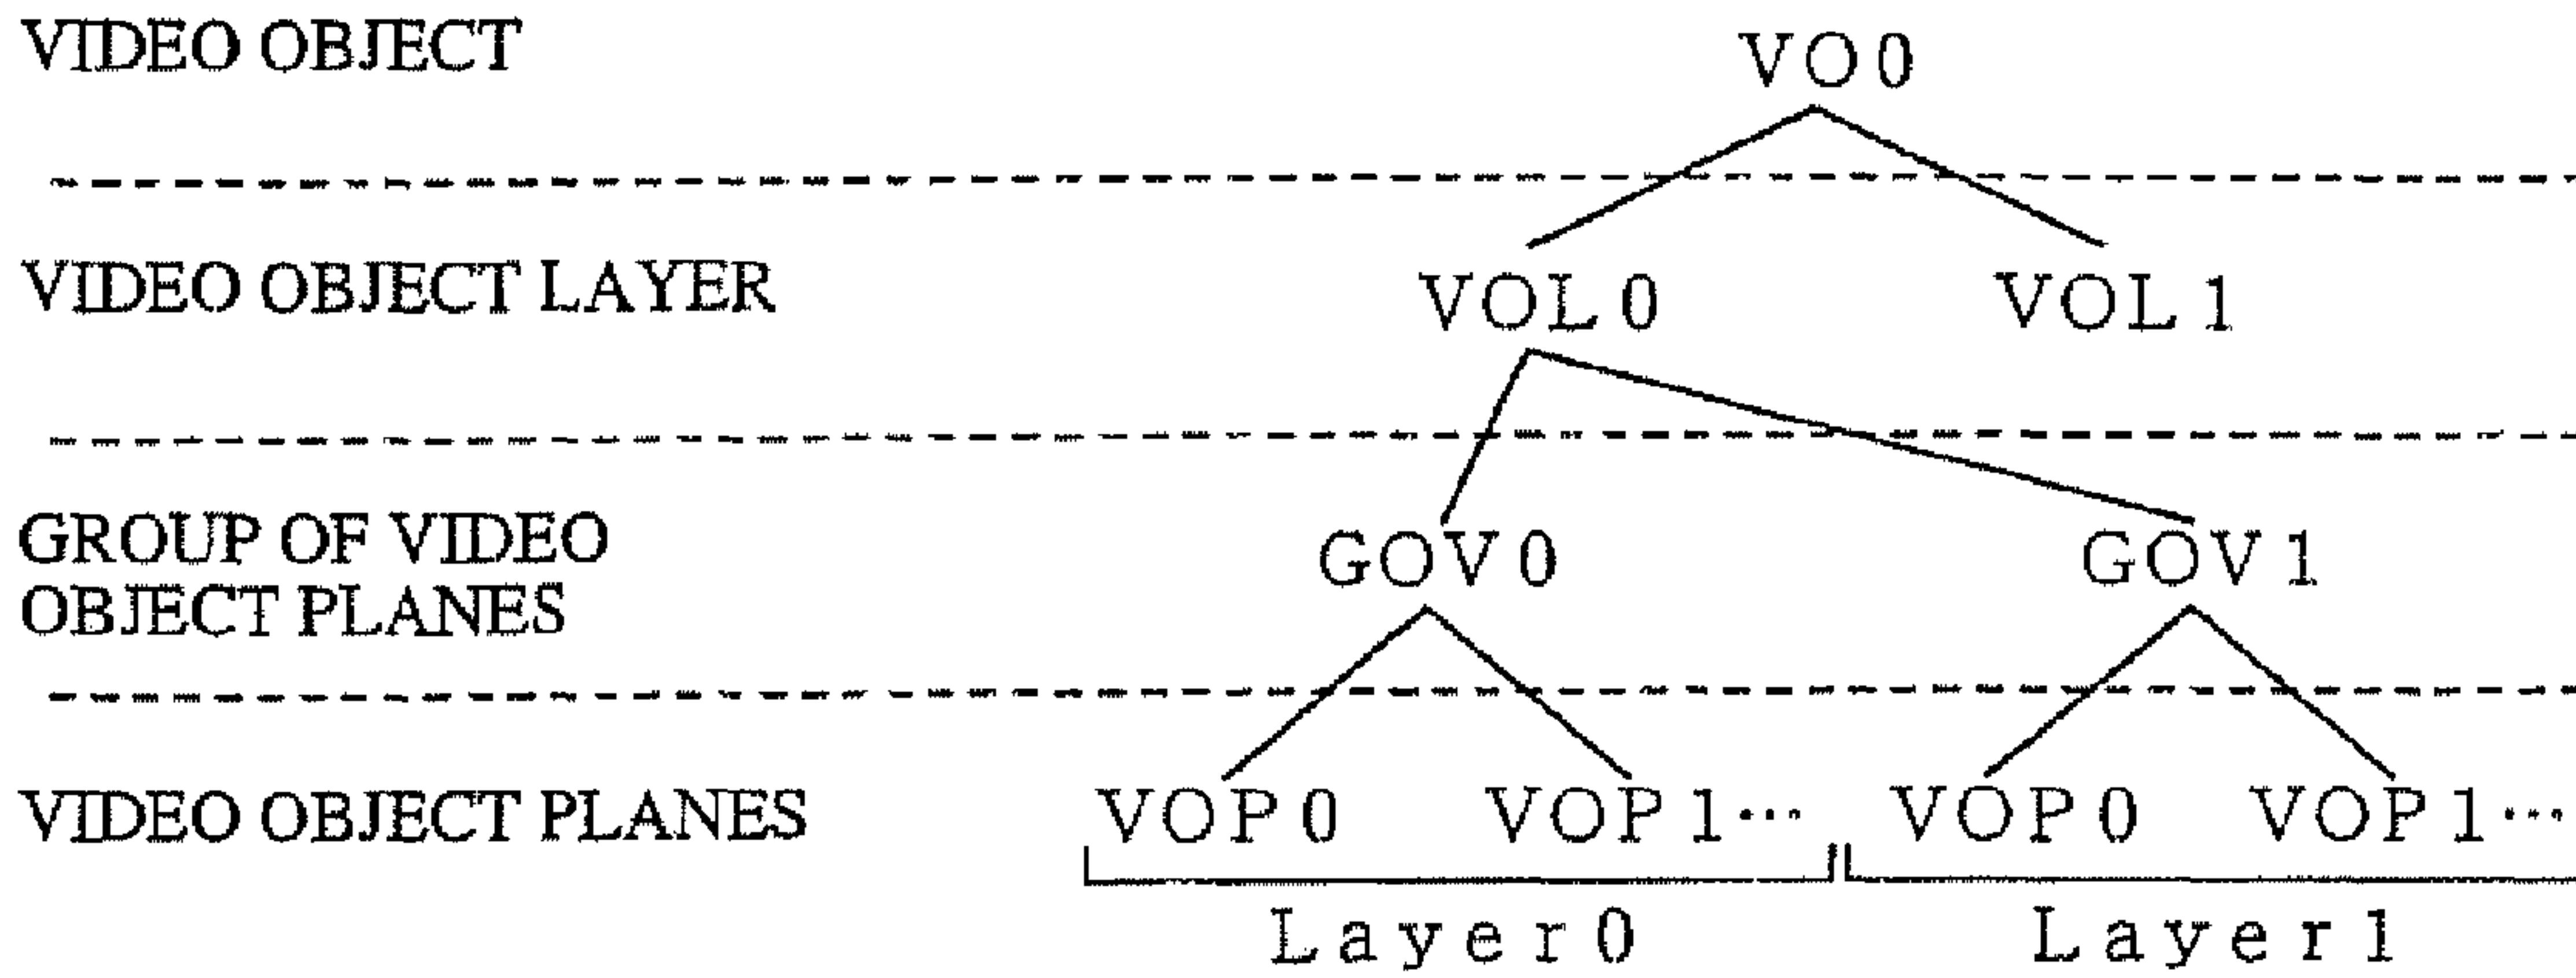 VIDEO OBJECT
VO0
VIDEO OBJECT LAYER
VOL0 VOL1
GROUP OF VIDEO
OBJECT PLANES
GOV0 GOV1
VIDEO OBJECT PLANES
VOP0 VOP1··· VOP0 VOP1···
Layer0 Layer1